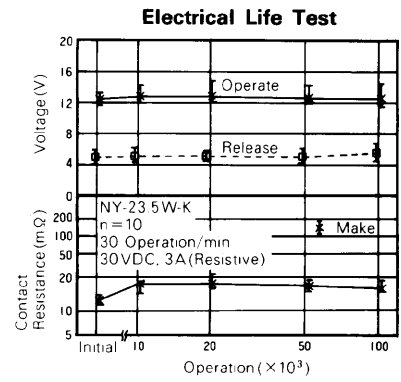 Electrical Life Test
Voltage (V)
20
16
12
8
4
0
Operate
Release
Contact
Resistance (mΩ)
200
100
50
20
10
5
NY-23.5W-K
n=10
30 Operation/min
30VDC, 3A (Resistive)
Make
Initial
10
20
50
100
Operation (×10³)